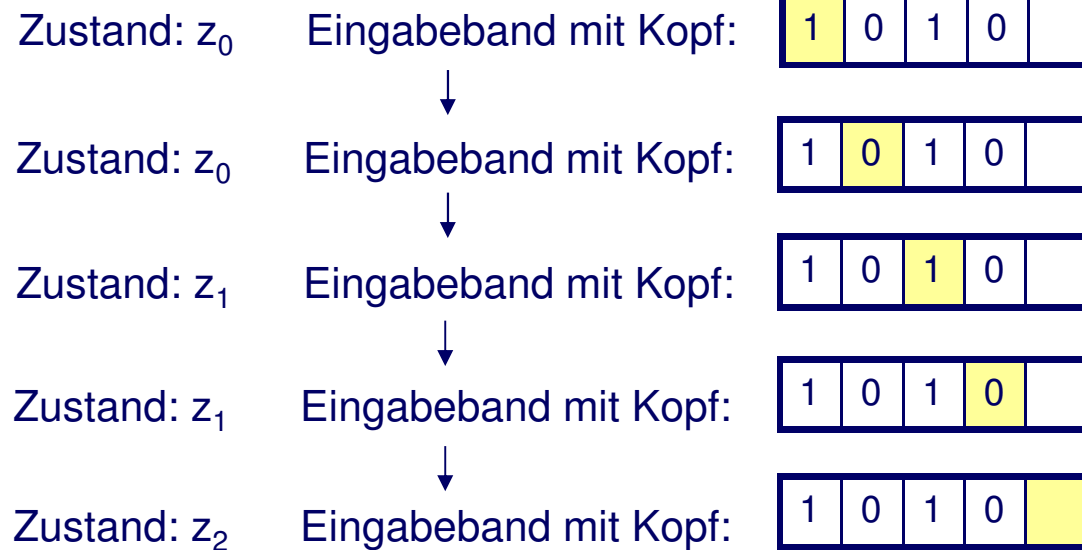 Zustand: z₀ Eingabeband mit Kopf: 1 0 1 0
Zustand: z₀ Eingabeband mit Kopf: 1 0 1 0
Zustand: z₁ Eingabeband mit Kopf: 1 0 1 0
Zustand: z₁ Eingabeband mit Kopf: 1 0 1 0
Zustand: z₂ Eingabeband mit Kopf: 1 0 1 0